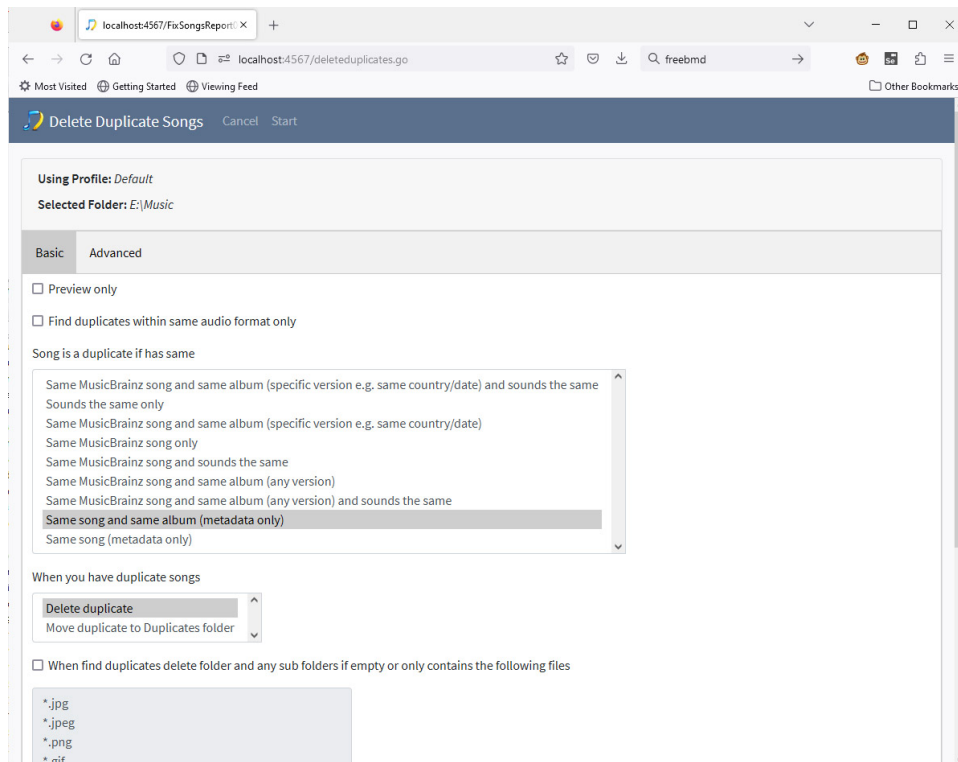 localhost:4567/FixSongsReport
localhost:4567/deleteduplicates.go
freebmd
Most Visited Getting Started Viewing Feed Other Bookmarks
Delete Duplicate Songs Cancel Start
Using Profile: Default
Selected Folder: E:\Music
Basic Advanced
Preview only
Find duplicates within same audio format only
Song is a duplicate if has same
Same MusicBrainz song and same album (specific version e.g. same country/date) and sounds the same
Sounds the same only
Same MusicBrainz song and same album (specific version e.g. same country/date)
Same MusicBrainz song only
Same MusicBrainz song and sounds the same
Same MusicBrainz song and same album (any version)
Same MusicBrainz song and same album (any version) and sounds the same
Same song and same album (metadata only)
Same song (metadata only)
When you have duplicate songs
Delete duplicate
Move duplicate to Duplicates folder
When find duplicates delete folder and any sub folders if empty or only contains the following files
*.jpg
*.jpeg
*.png
*.gif